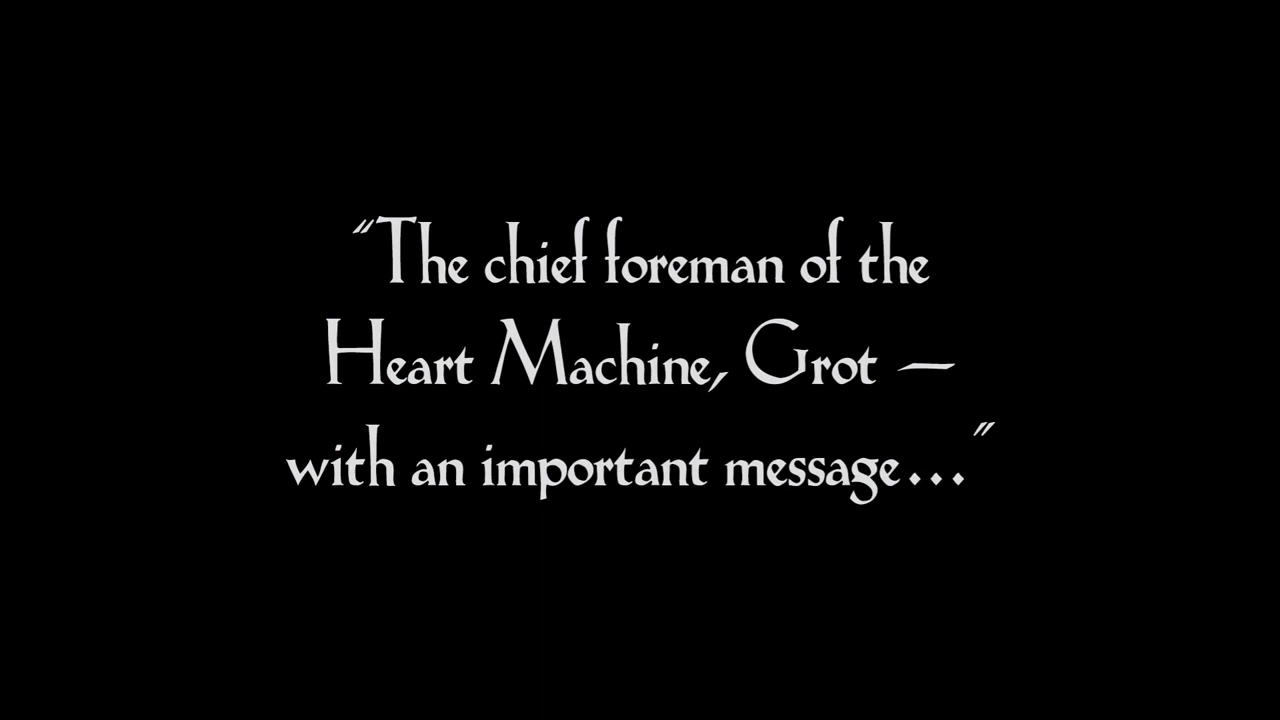 “The chief foreman of the
Heart Machine, Grot —
with an important message...”